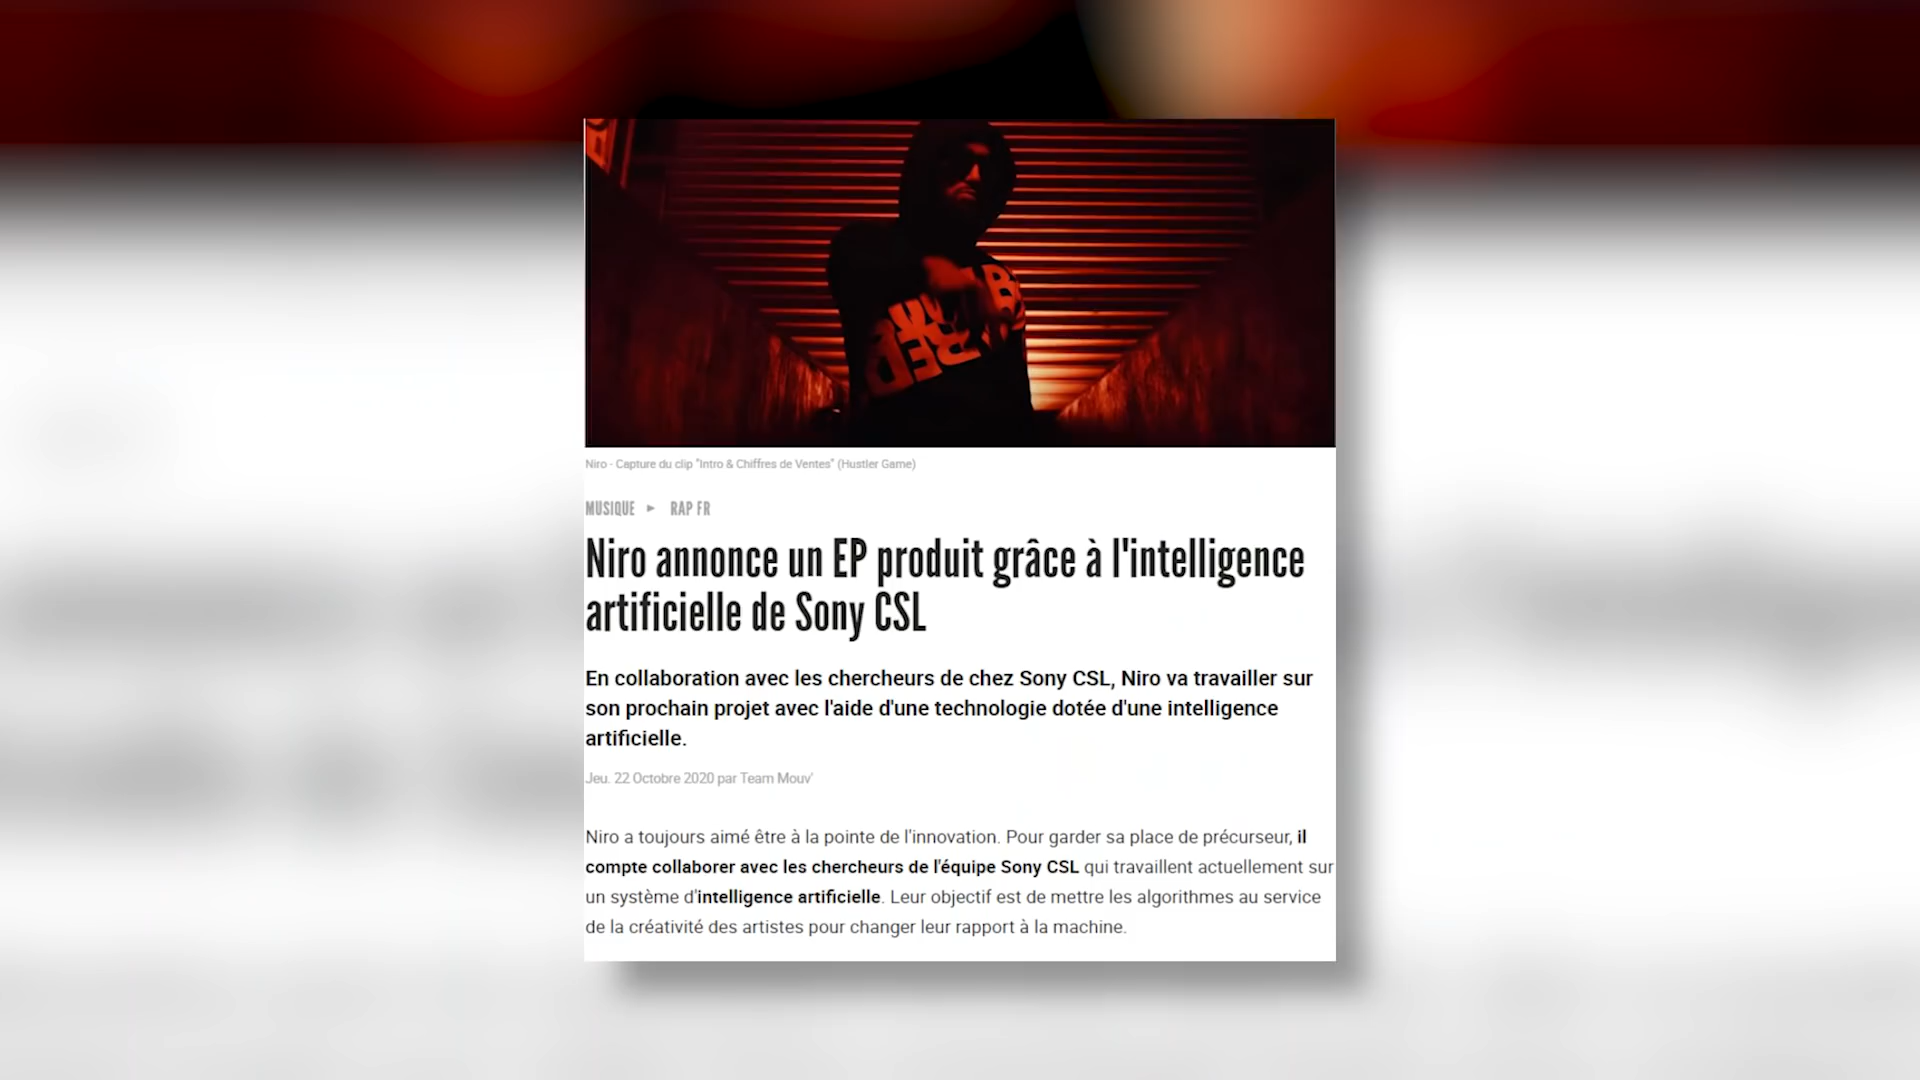 Niro - Capture du clip "Intro & Chiffres de Ventes" (Hustler Game)
MUSIQUE ► RAP FR
Niro annonce un EP produit grâce à l'intelligence
artificielle de Sony CSL
En collaboration avec les chercheurs de chez Sony CSL, Niro va travailler sur
son prochain projet avec l'aide d'une technologie dotée d'une intelligence
artificielle.
Jeu. 22 Octobre 2020 par Team Mouv'
Niro a toujours aimé être à la pointe de l'innovation. Pour garder sa place de précurseur, il
compte collaborer avec les chercheurs de l'équipe Sony CSL qui travaillent actuellement sur
un système d'intelligence artificielle. Leur objectif est de mettre les algorithmes au service
de la créativité des artistes pour changer leur rapport à la machine.